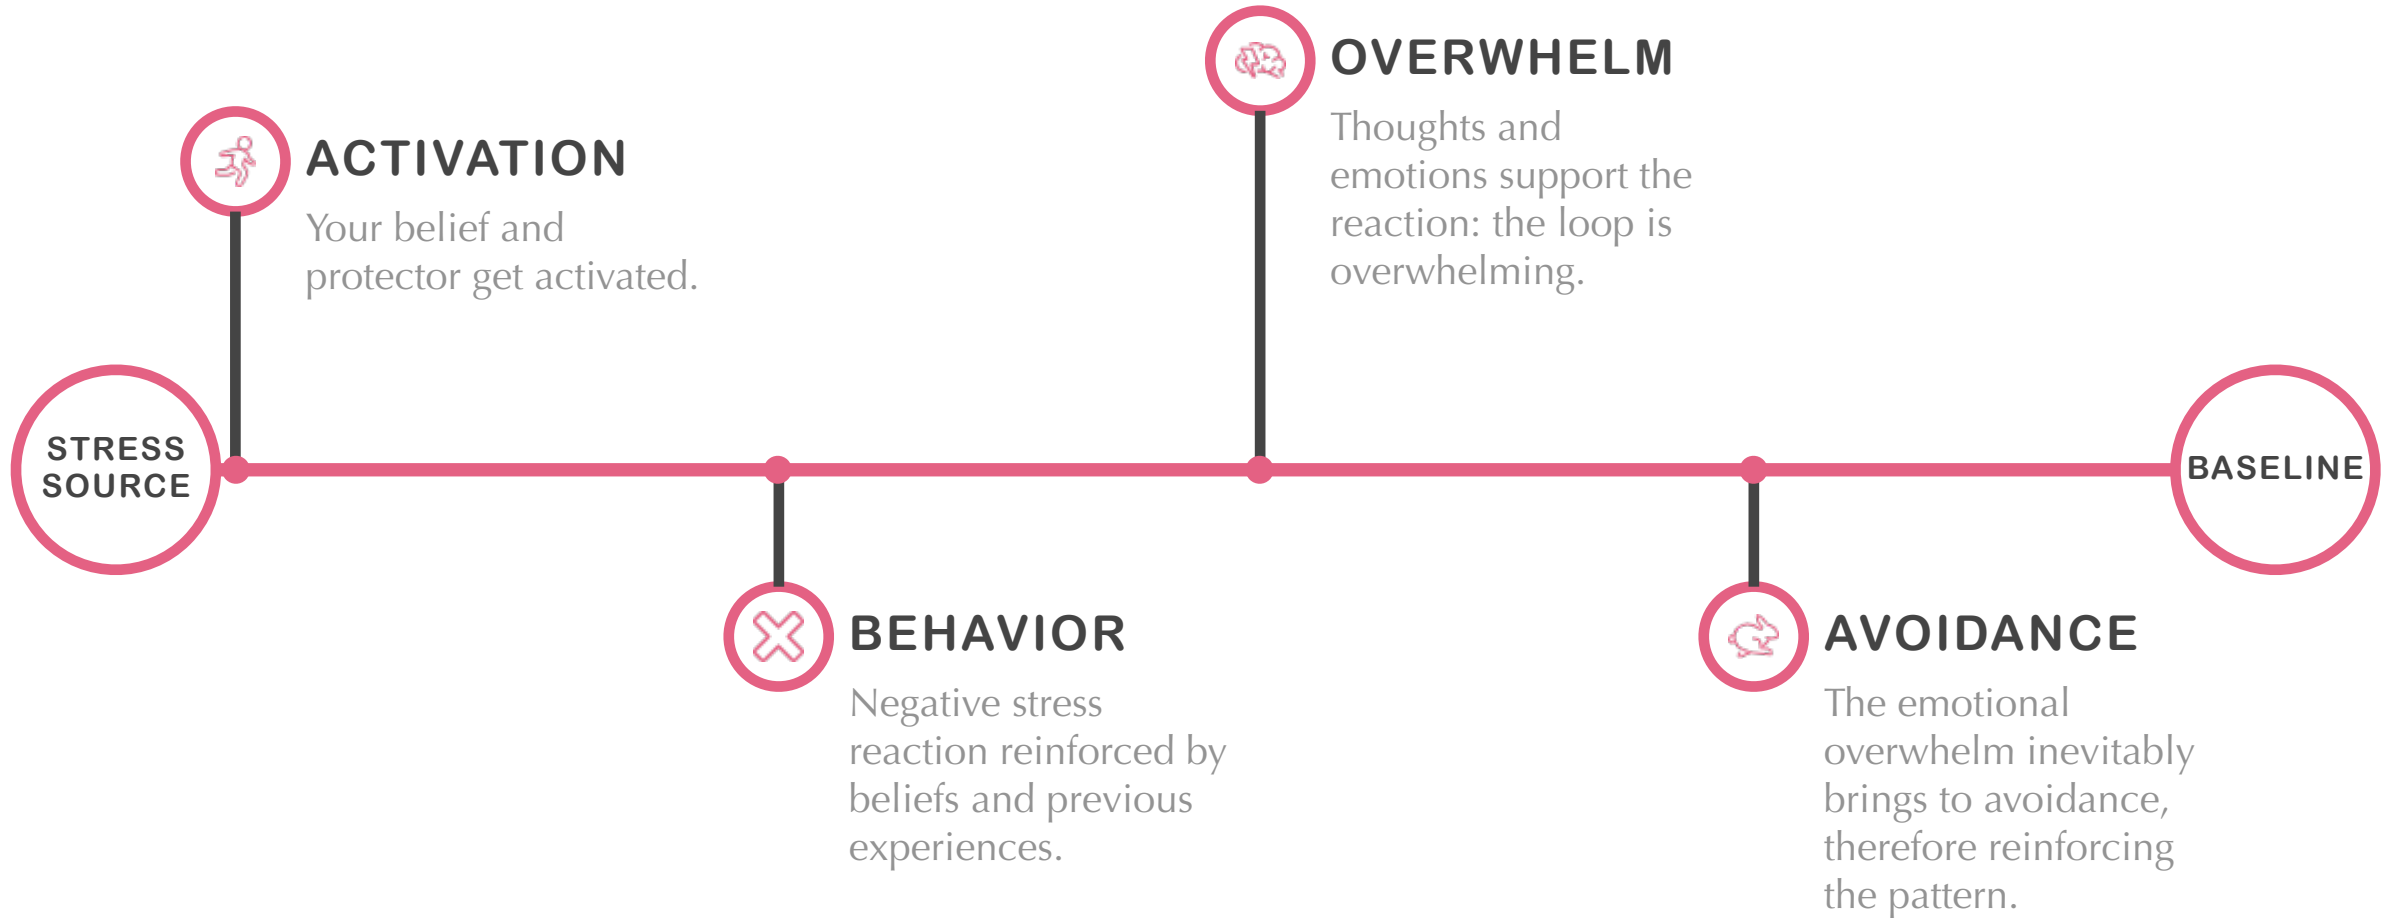 STRESS
SOURCE
ACTIVATION
Your belief and
protector get activated.
BEHAVIOR
Negative stress
reaction reinforced by
beliefs and previous
experiences.
OVERWHELM
Thoughts and
emotions support the
reaction: the loop is
overwhelming.
AVOIDANCE
The emotional
overwhelm inevitably
brings to avoidance,
therefore reinforcing
the pattern.
BASELINE